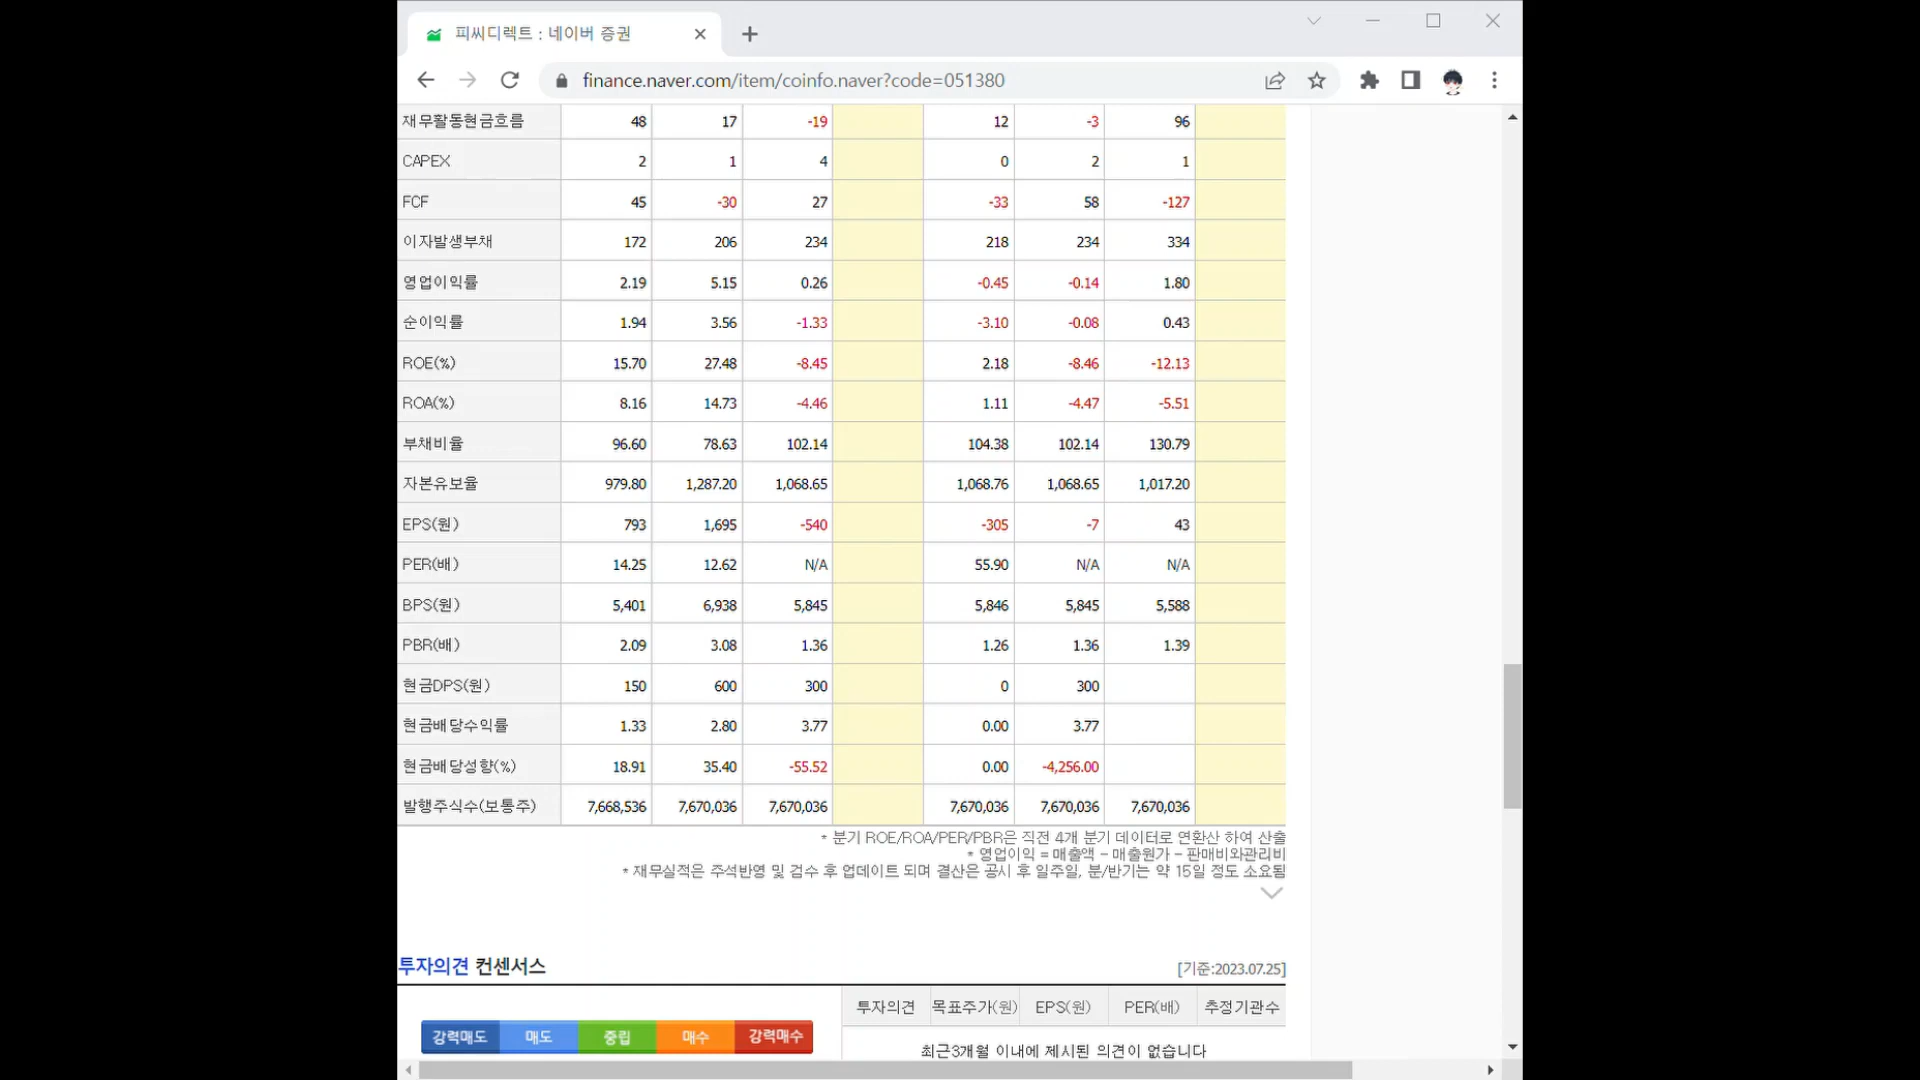 피씨디렉트 : 네이버 증권
finance.naver.com/item/coinfo.naver?code=051380
재무활동현금흐름 48 17 -19 12 -3 96
CAPEX 2 1 4 0 2 1
FCF 45 -30 27 -33 58 -127
이자발생부채 172 206 234 218 234 334
영업이익률 2.19 5.15 0.26 -0.45 -0.14 1.80
순이익률 1.94 3.56 -1.33 -3.10 -0.08 0.43
ROE(%) 15.70 27.48 -8.45 2.18 -8.46 -12.13
ROA(%) 8.16 14.73 -4.46 1.11 -4.47 -5.51
부채비율 96.60 78.63 102.14 104.38 102.14 130.79
자본유보율 979.80 1,287.20 1,068.65 1,068.76 1,068.65 1,017.20
EPS(원) 793 1,695 -540 -305 -7 43
PER(배) 14.25 12.62 N/A 55.90 N/A N/A
BPS(원) 5,401 6,938 5,845 5,846 5,845 5,588
PBR(배) 2.09 3.08 1.36 1.26 1.36 1.39
현금DPS(원) 150 600 300 0 300
현금배당수익률 1.33 2.80 3.77 0.00 3.77
현금배당성향(%) 18.91 35.40 -55.52 0.00 -4,256.00
발행주식수(보통주) 7,668,536 7,670,036 7,670,036 7,670,036 7,670,036 7,670,036
* 분기 ROE/ROA/PER/PBR은 직전 4개 분기 데이터로 연환산 하여 산출
* 영업이익 = 매출액 - 매출원가 - 판매비와관리비
* 재무실적은 주석반영 및 검수 후 업데이트 되며 결산은 공시 후 일주일, 분/반기는 약 15일 정도 소요됨
투자의견 컨센서스 [기준:2023.07.25]
투자의견 목표주가(원) EPS(원) PER(배) 추정기관수
강력매도 매도 중립 매수 강력매수
최근3개월 이내에 제시된 의견이 없습니다